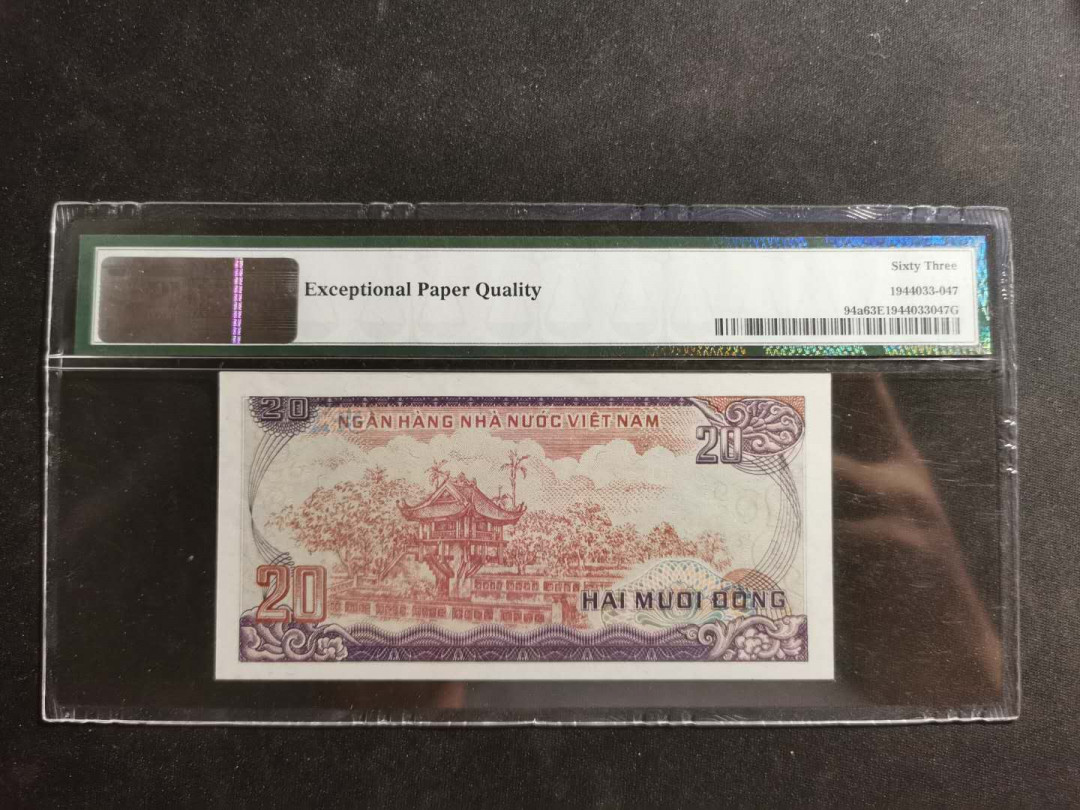 Exceptional Paper Quality
Sixty Three
1944033-047
94a63E1944033047G
20
NGÂN HÀNG NHÀ NƯỚC VIỆT NAM
20
20
HAI MƯƠI ĐỒNG